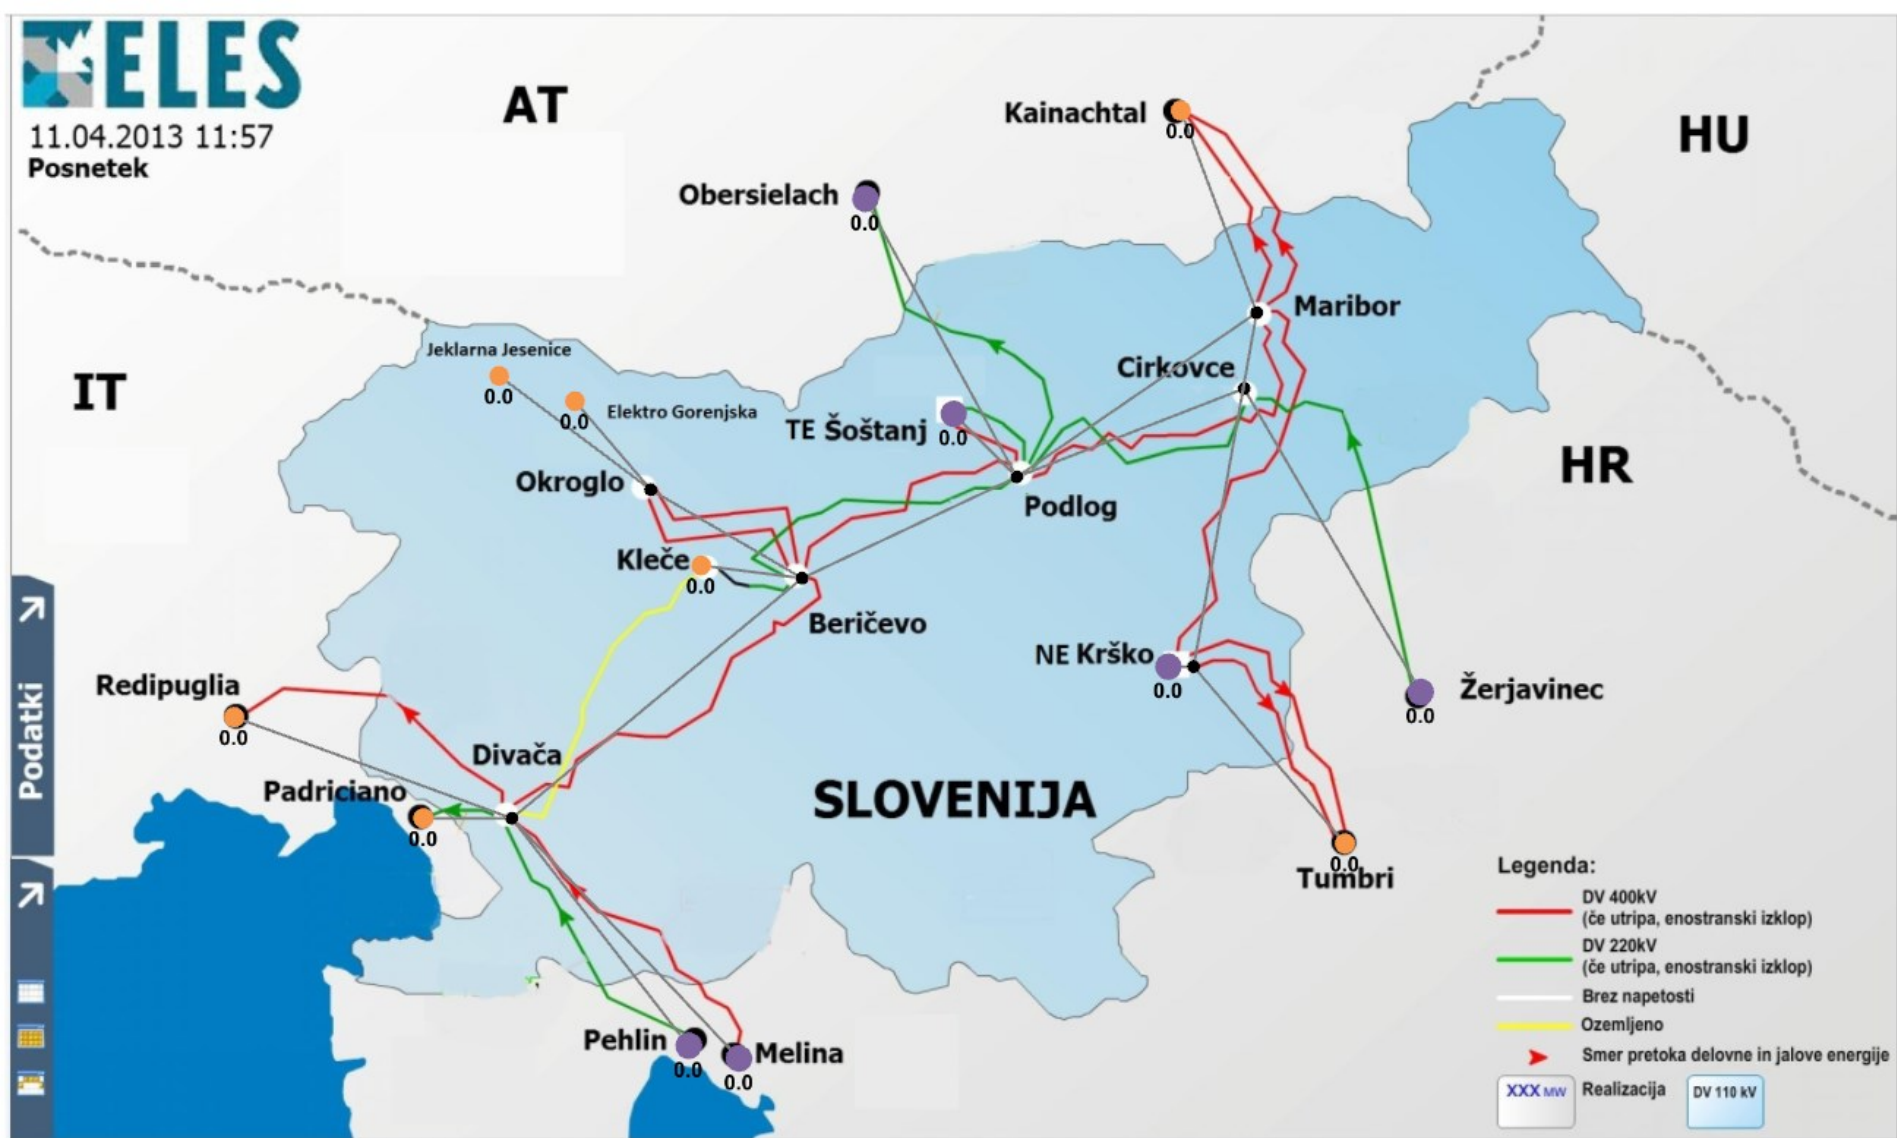 ELES
11.04.2013 11:57
Posnetek
AT
HU
Kainachtal
0.0
Obersielach
0.0
Maribor
Jeklarna Jesenice
0.0
IT
Elektro Gorenjska
0.0
Cirkovce
TE Šoštanj
0.0
HR
Okroglo
Podlog
Kleče
0.0
Beričevo
NE Krško
0.0
Redipuglia
0.0
Žerjavinec
0.0
Podatki
Divača
Padriciano
0.0
SLOVENIJA
0.0
Tumbri
Pehlin
0.0
Melina
0.0
Legenda:
DV 400kV
(če utripa, enostranski izklop)
DV 220kV
(če utripa, enostranski izklop)
Brez napetosti
Ozemljeno
Smer pretoka delovne in jalove energije
XXX MW
Realizacija
DV 110 kV